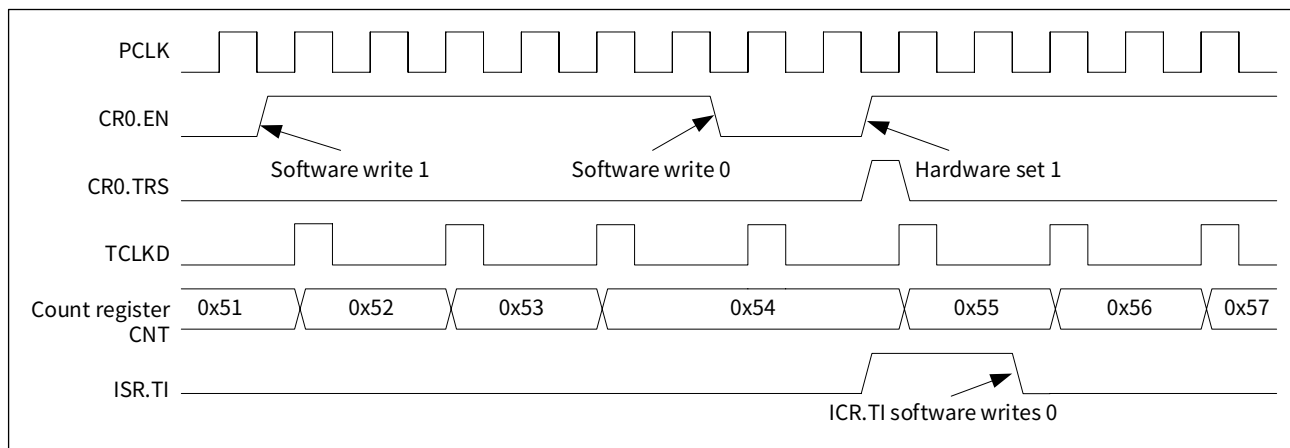 PCLK
CR0.EN
Software write 1
Software write 0
Hardware set 1
CR0.TRS
TCLKD
Count register
CNT
0x51
0x52
0x53
0x54
0x55
0x56
0x57
ISR.TI
ICR.TI software writes 0